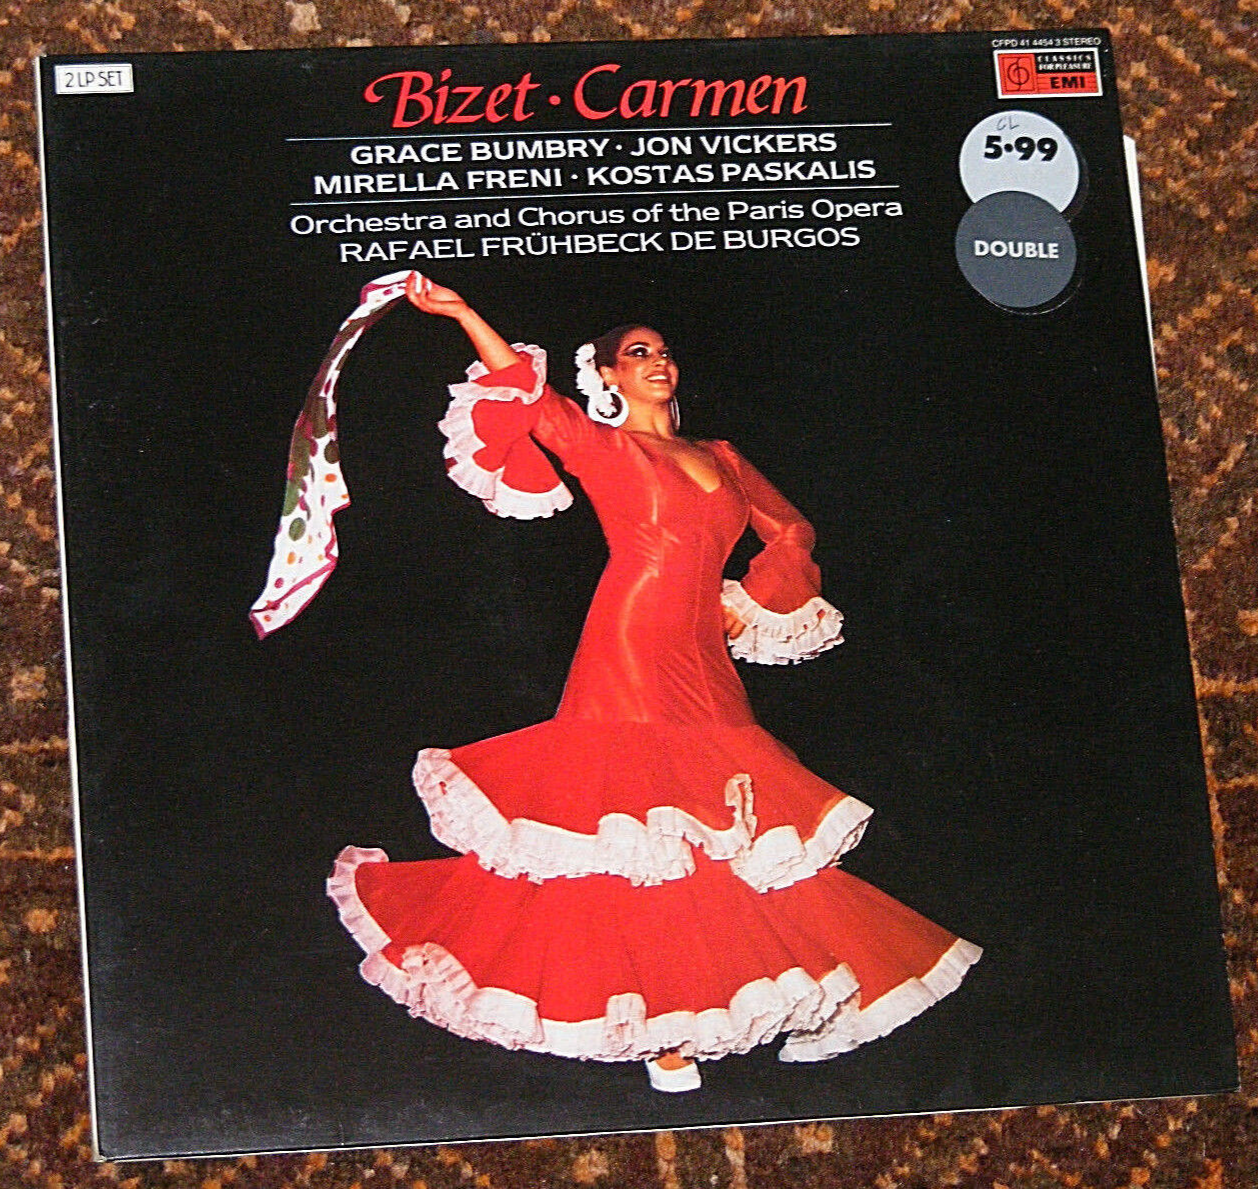 2 LP SET
CFPD 41 4454 3 STEREO
CLASSICS
FOR PLEASURE
EMI
Bizet · Carmen
GRACE BUMBRY · JON VICKERS
MIRELLA FRENI · KOSTAS PASKALIS
Orchestra and Chorus of the Paris Opera
RAFAEL FRÜHBECK DE BURGOS
CL
5·99
DOUBLE